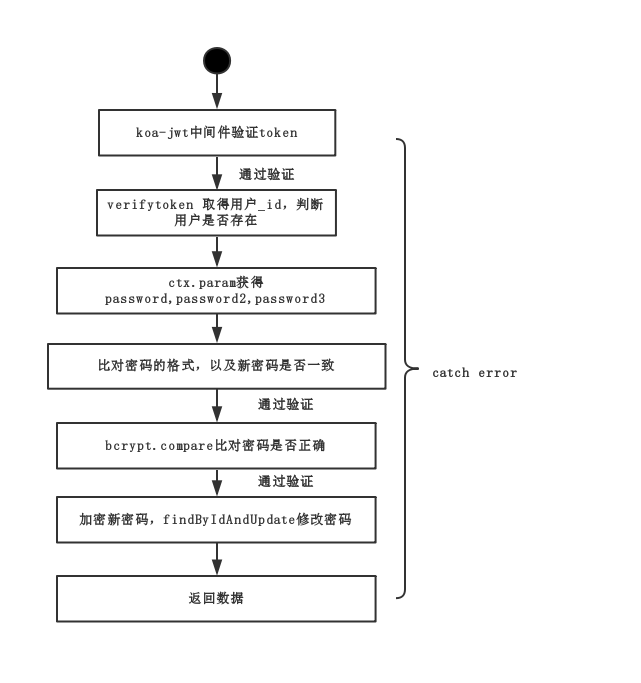 koa-jwt中间件验证token
通过验证
verifytoken 取得用户_id，判断
用户是否存在
ctx.param获得
password,password2,password3
比对密码的格式，以及新密码是否一致
catch error
通过验证
bcrypt.compare比对密码是否正确
通过验证
加密新密码，findByIdAndUpdate修改密码
返回数据